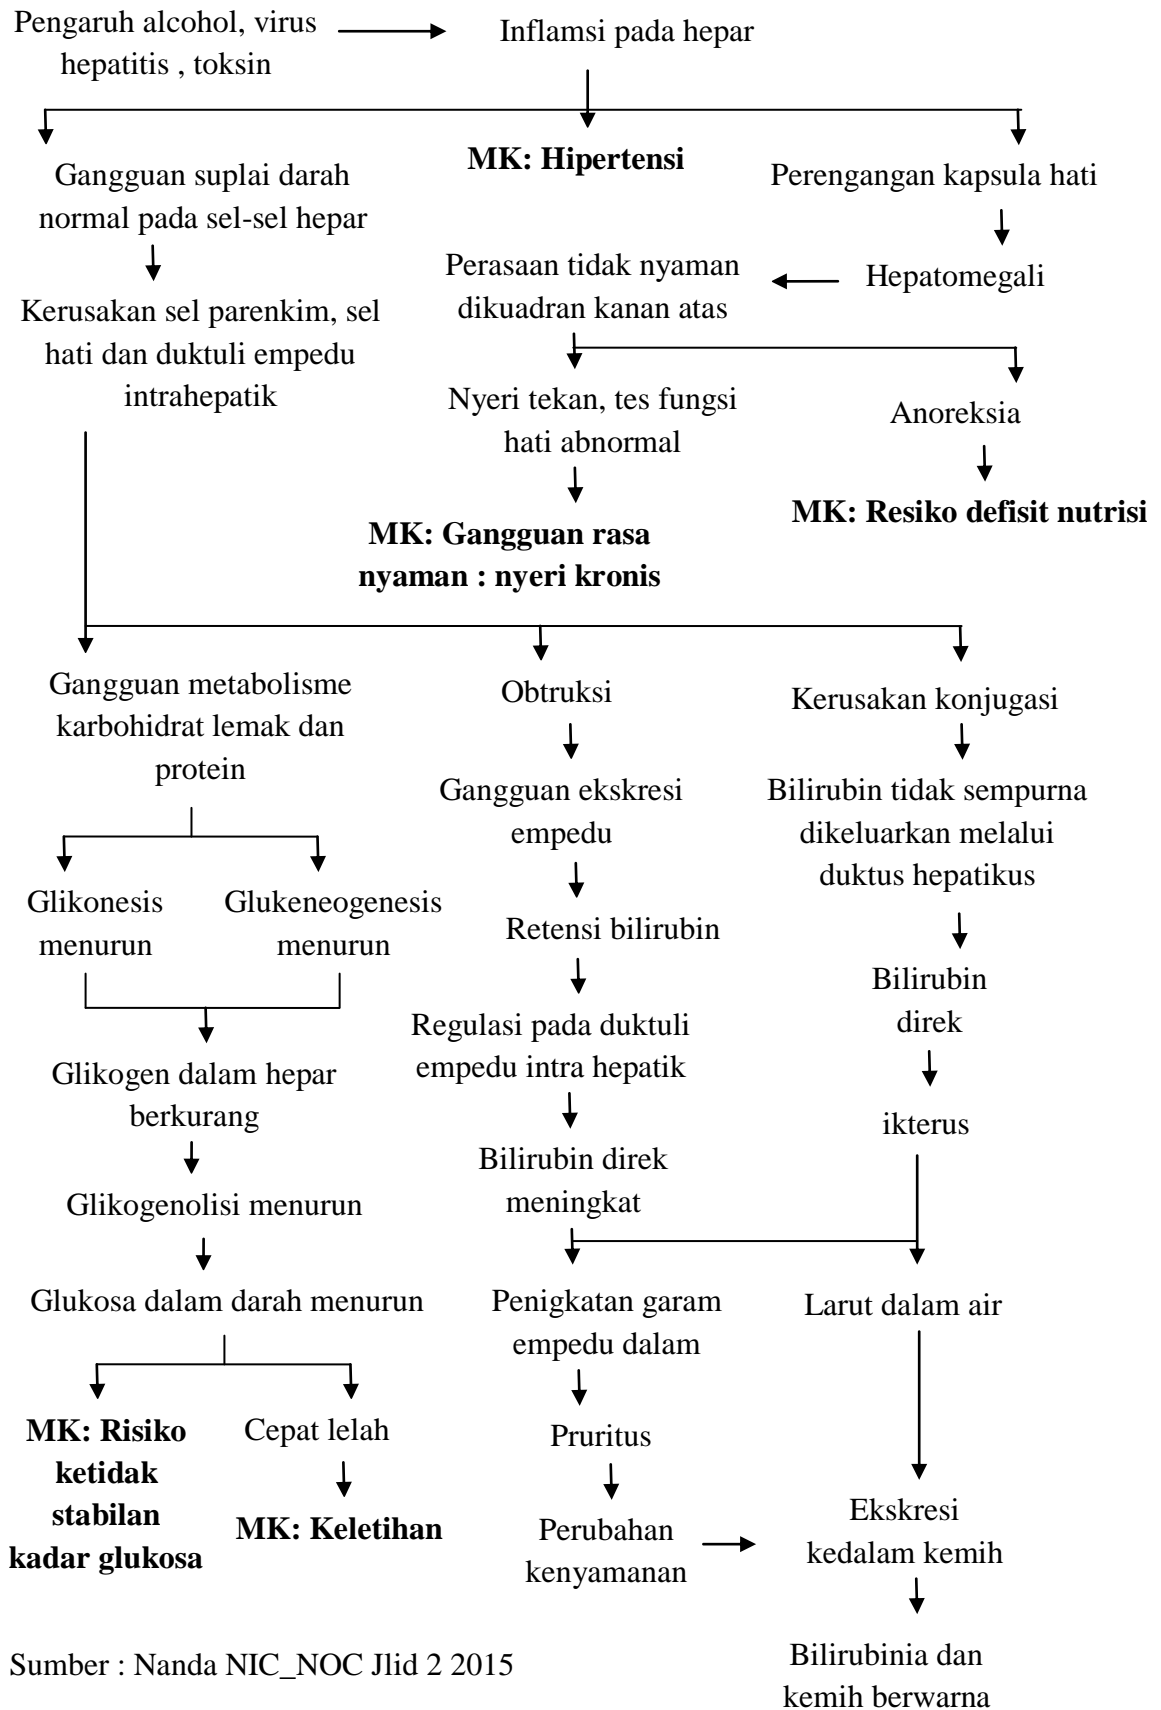 Pengaruh alcohol, virus
hepatitis , toksin
Inflamsi pada hepar
Gangguan suplai darah
normal pada sel-sel hepar
MK: Hipertensi
Perengangan kapsula hati
Perasaan tidak nyaman
dikuadran kanan atas
Hepatomegali
Kerusakan sel parenkim, sel
hati dan duktuli empedu
intrahepatik
Nyeri tekan, tes fungsi
hati abnormal
Anoreksia
MK: Gangguan rasa
nyaman : nyeri kronis
MK: Resiko defisit nutrisi
Gangguan metabolisme
karbohidrat lemak dan
protein
Obtruksi
Kerusakan konjugasi
Gangguan ekskresi
empedu
Bilirubin tidak sempurna
dikeluarkan melalui
duktus hepatikus
Glikonesis
menurun
Glukeneogenesis
menurun
Retensi bilirubin
Bilirubin
direk
Regulasi pada duktuli
empedu intra hepatik
Glikogen dalam hepar
berkurang
ikterus
Bilirubin direk
meningkat
Glikogenolisi menurun
Glukosa dalam darah menurun
Penigkatan garam
empedu dalam
Larut dalam air
MK: Risiko
ketidak
stabilan
kadar glukosa
Cepat lelah
MK: Keletihan
Pruritus
Perubahan
kenyamanan
Ekskresi
kedalam kemih
Bilirubinia dan
kemih berwarna
Sumber : Nanda NIC_NOC Jlid 2 2015